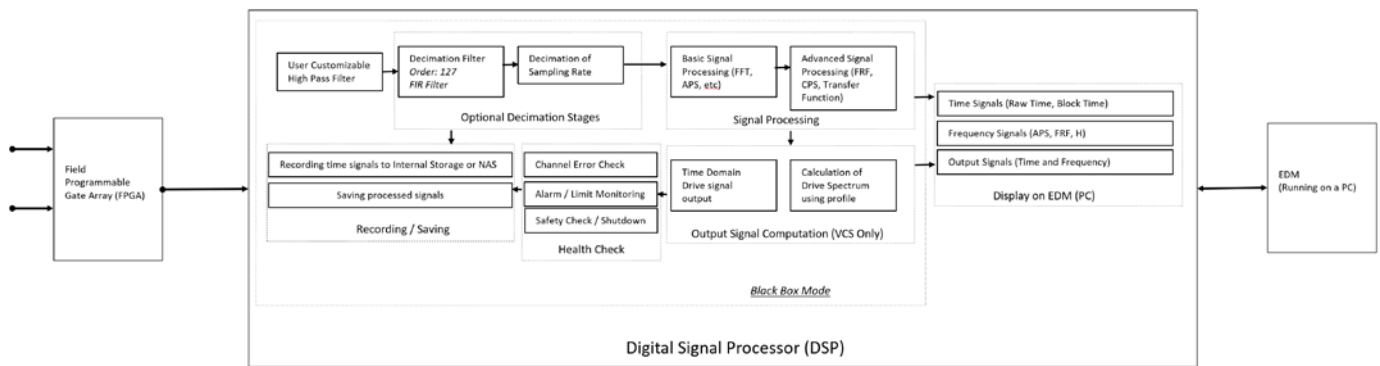 User Customizable
High Pass Filter
Decimation Filter
Order: 127
FIR Filter
Decimation of
Sampling Rate
Optional Decimation Stages
Basic Signal
Processing (FFT,
APS, etc)
Advanced Signal
Processing (FRF,
CPS, Transfer
Function)
Signal Processing
Field
Programmable
Gate Array (FPGA)
Recording time signals to Internal Storage or NAS
Saving processed signals
Recording / Saving
Channel Error Check
Alarm / Limit Monitoring
Safety Check / Shutdown
Health Check
Time Domain
Drive signal
output
Calculation of
Drive Spectrum
using profile
Output Signal Computation (VCS Only)
Time Signals (Raw Time, Block Time)
Frequency Signals (APS, FRF, H)
Output Signals (Time and Frequency)
Display on EDM (PC)
EDM
(Running on a PC)
Black Box Mode
Digital Signal Processor (DSP)